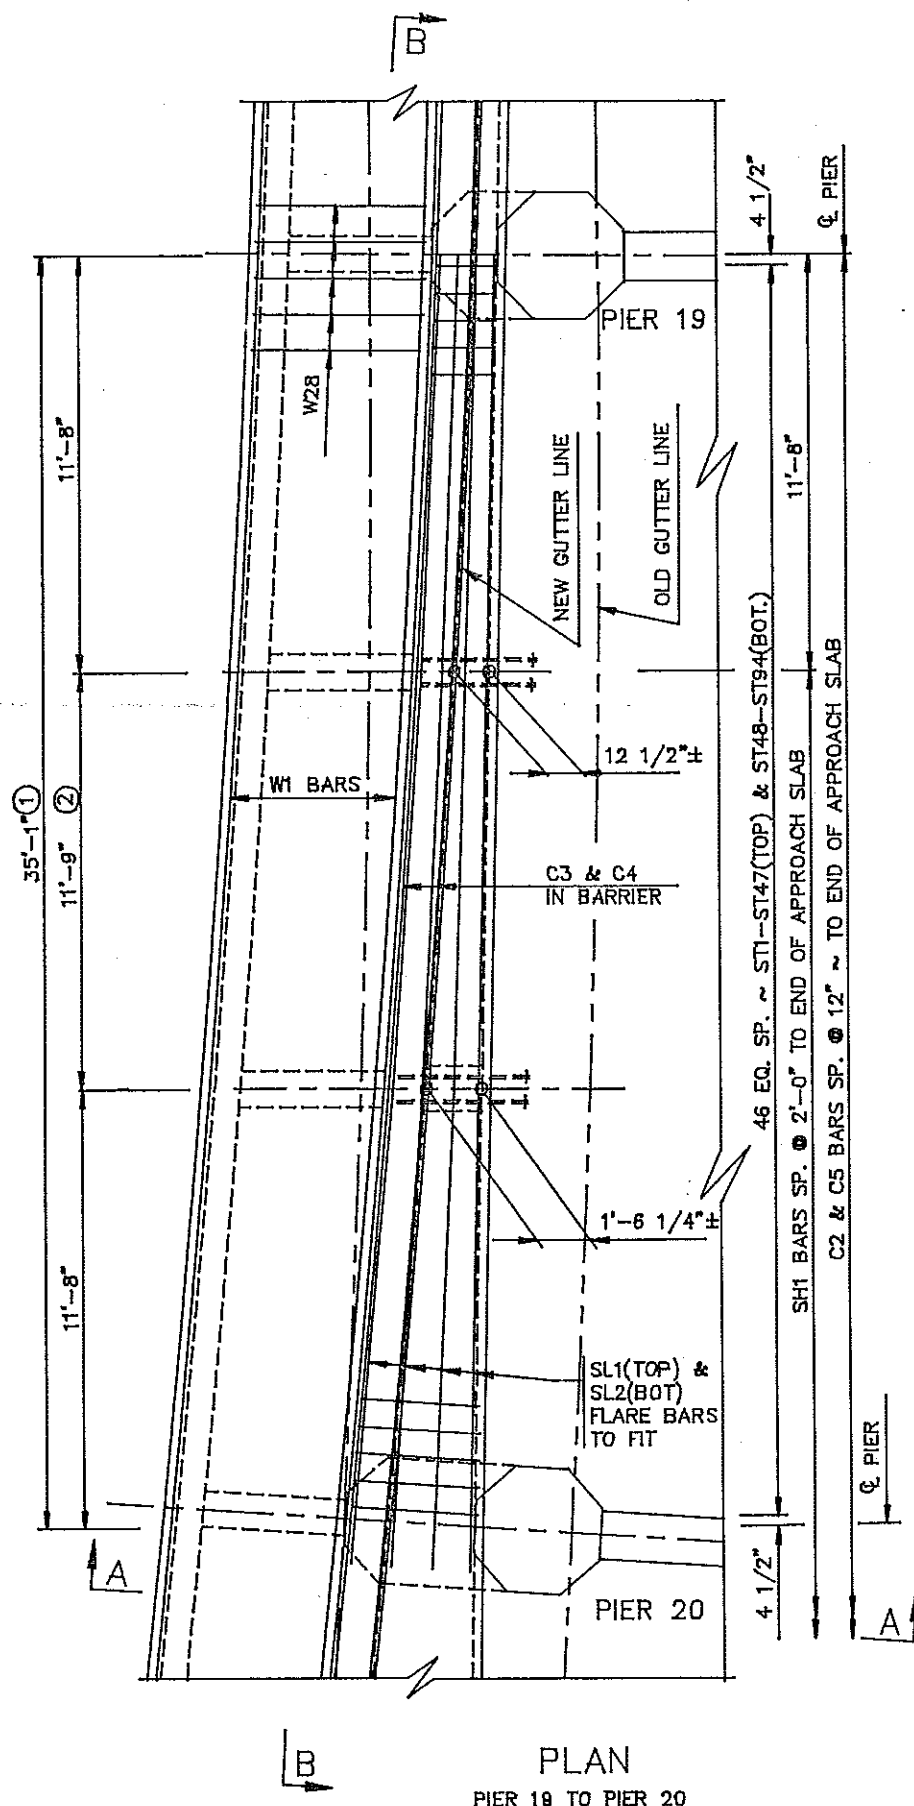 B
4 1/2"
℄ PIER
PIER 19
W28
11'-8"
11'-8"
NEW GUTTER LINE
OLD GUTTER LINE
12 1/2"±
W1 BARS
35'-1" ①
11'-9" ②
C3 & C4
IN BARRIER
46 EQ. SP. ~ ST1-ST47(TOP) & ST48-ST94(BOT.)
SH1 BARS SP. @ 2'-0" TO END OF APPROACH SLAB
C2 & C5 BARS SP. @ 12" ~ TO END OF APPROACH SLAB
1'-6 1/4"±
11'-8"
SL1(TOP) &
SL2(BOT)
FLARE BARS
TO FIT
℄ PIER
A
PIER 20
4 1/2"
A
B
PLAN
PIER 19 TO PIER 20